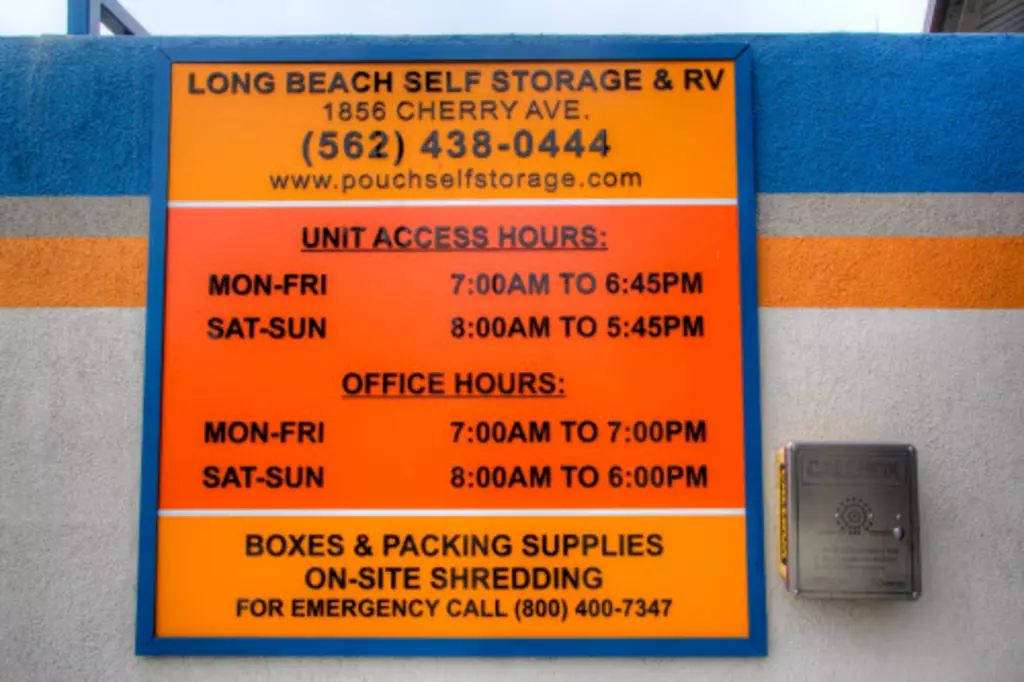 LONG BEACH SELF STORAGE & RV
1856 CHERRY AVE.
(562) 438-0444
www.pouchselfstorage.com
UNIT ACCESS HOURS:
MON-FRI 7:00AM TO 6:45PM
SAT-SUN 8:00AM TO 5:45PM
OFFICE HOURS:
MON-FRI 7:00AM TO 7:00PM
SAT-SUN 8:00AM TO 6:00PM
BOXES & PACKING SUPPLIES
ON-SITE SHREDDING
FOR EMERGENCY CALL (800) 400-7347